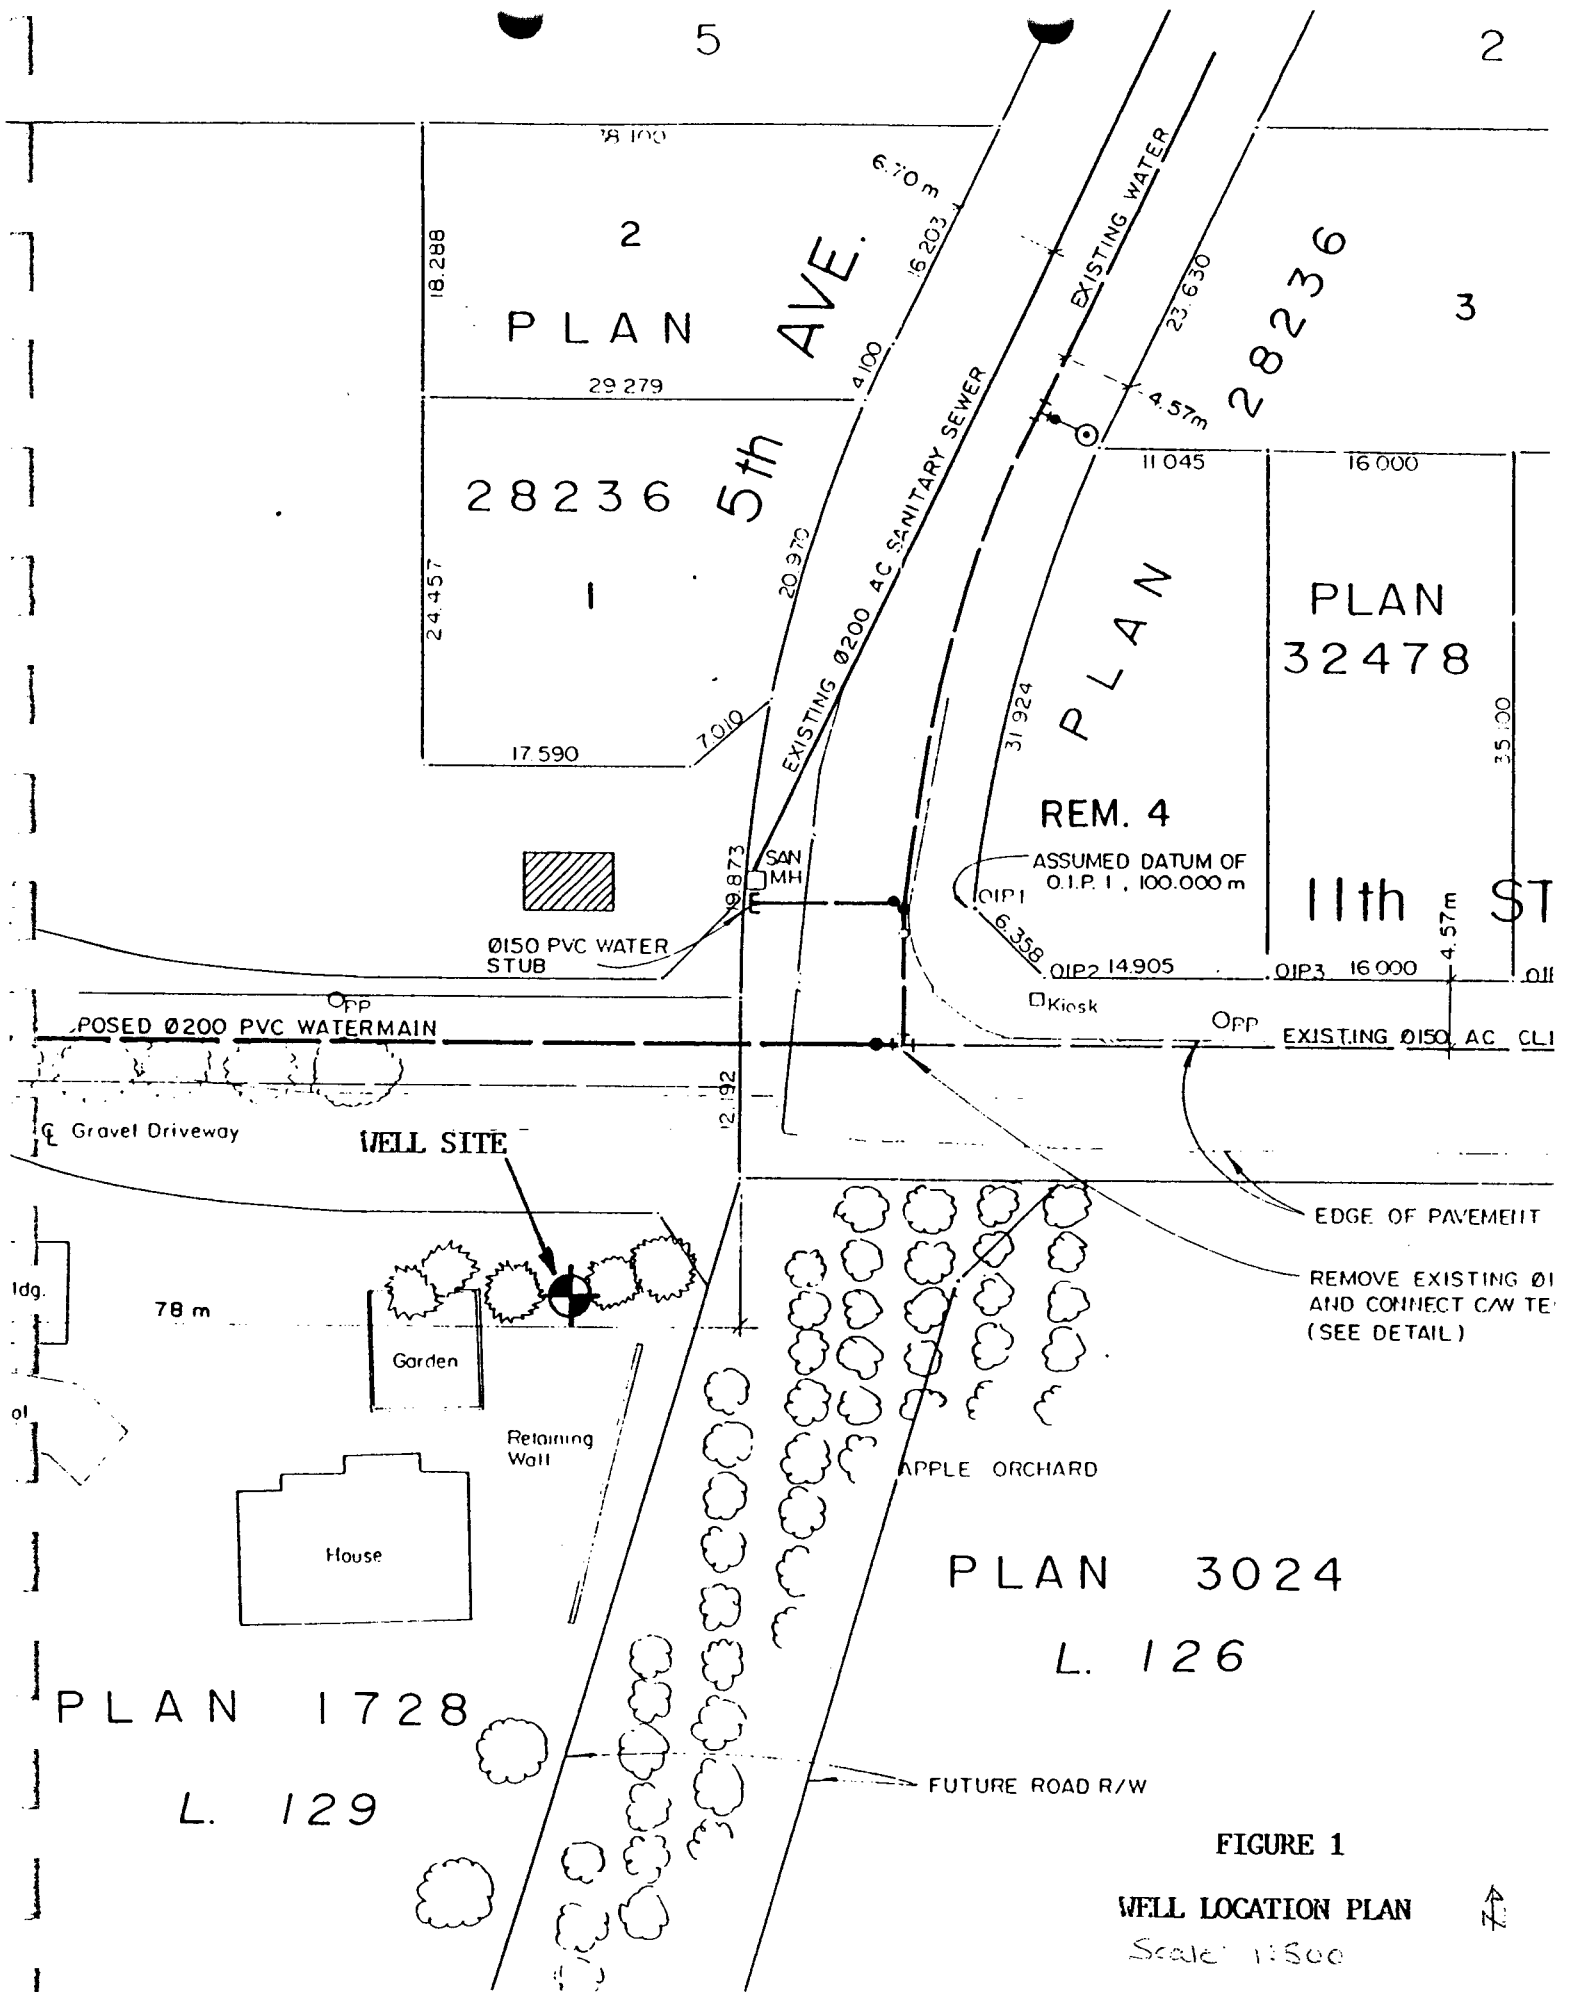 5
2
38 100
6.70 m
2
PLAN
18.288
16 203
AVE.
EXISTING WATER
23.630
28236
3
29 279
4 100
4.57m
5th
28236
1
24.457
20.970
EXISTING Ø200 AC SANITARY SEWER
11 045
16 000
PLAN
PLAN
32478
31 924
35 100
7.010
17 590
REM. 4
SAN
MH
ASSUMED DATUM OF
O.I.P. 1, 100.000 m
OIP1
6.358
11th ST
4.57m
Ø150 PVC WATER
STUB
OIP2 14.905
OIP3 16 000
Kiosk
PP
PP
POSED Ø200 PVC WATERMAIN
EXISTING Ø150 AC CLI
12.192
℄ Gravel Driveway
WELL SITE
EDGE OF PAVEMENT
REMOVE EXISTING Ø1
AND CONNECT C/W TE
(SEE DETAIL)
ldg.
78 m
Garden
Retaining
Wall
APPLE ORCHARD
House
PLAN 3024
L. 126
PLAN 1728
L. 129
FUTURE ROAD R/W
FIGURE 1
WELL LOCATION PLAN
N
Scale 1:500